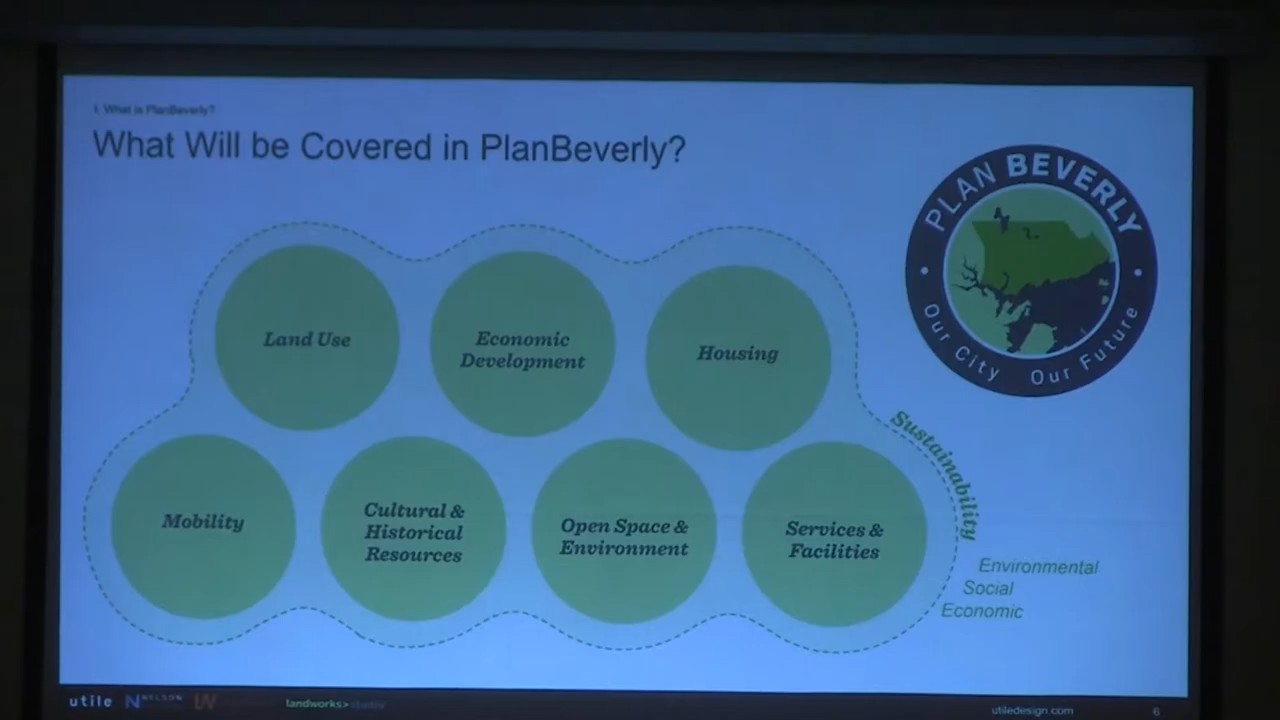 I. What is PlanBeverly?
What Will be Covered in PlanBeverly?
PLAN BEVERLY
Our City Our Future
Land Use
Economic
Development
Housing
Sustainability
Mobility
Cultural &
Historical
Resources
Open Space &
Environment
Services &
Facilities
Environmental
Social
Economic
utile
NELSON
landworks>studio
utiledesign.com
6